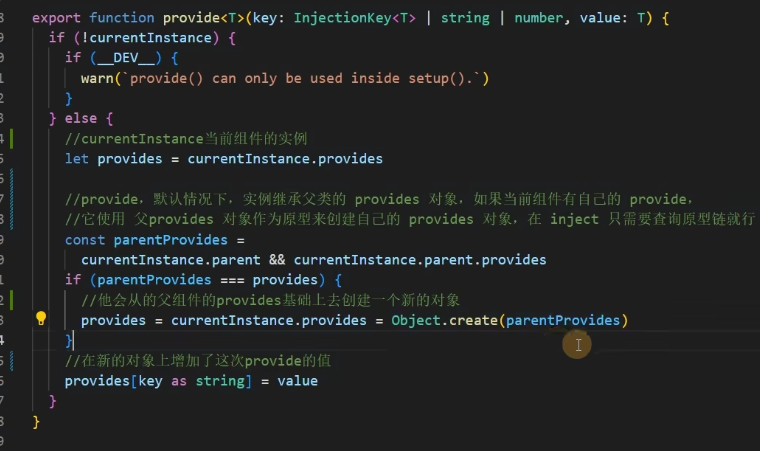 export function provide<T>(key: InjectionKey<T> | string | number, value: T) {
if (!currentInstance) {
if (__DEV__) {
warn(`provide() can only be used inside setup().`)
}
} else {
//currentInstance当前组件的实例
let provides = currentInstance.provides
//provide，默认情况下，实例继承父类的 provides 对象，如果当前组件有自己的 provide，
//它使用 父provides 对象作为原型来创建自己的 provides 对象，在 inject 只需要查询原型链就行
const parentProvides =
currentInstance.parent && currentInstance.parent.provides
if (parentProvides === provides) {
//他会从的父组件的provides基础上去创建一个新的对象
provides = currentInstance.provides = Object.create(parentProvides)
}
//在新的对象上增加了这次provide的值
provides[key as string] = value
}
}